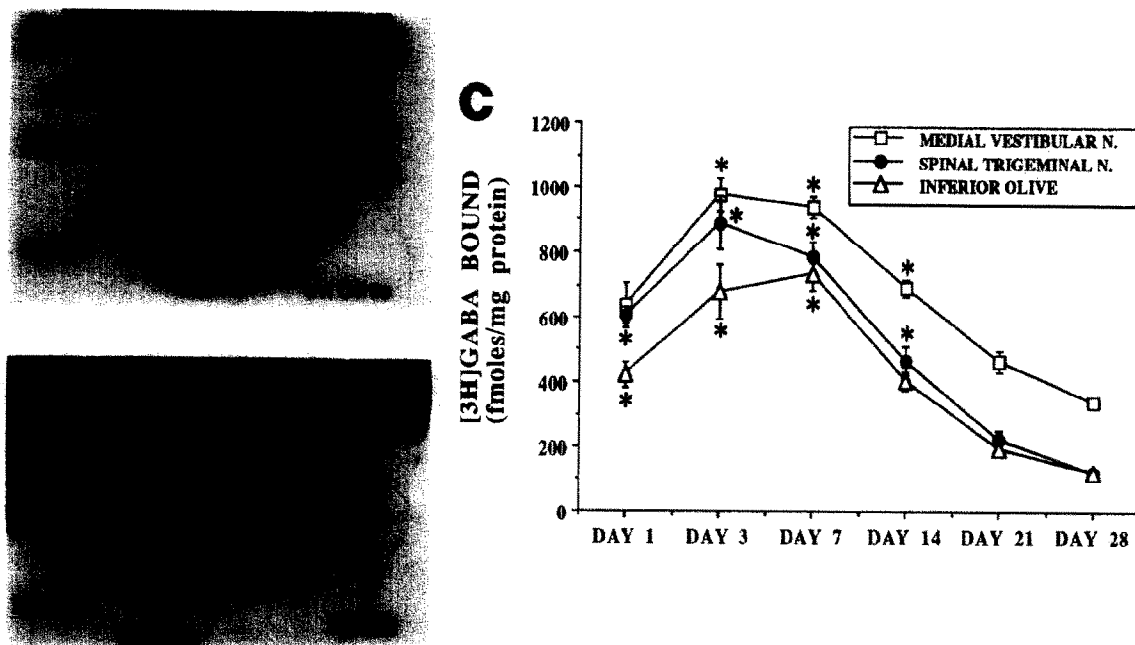 C
[3H]GABA BOUND
(fmoles/mg protein)
1200
1000
800
600
400
200
0
MEDIAL VESTIBULAR N.
SPINAL TRIGEMINAL N.
INFERIOR OLIVE
* * * * * * * * * *
DAY 1 DAY 3 DAY 7 DAY 14 DAY 21 DAY 28